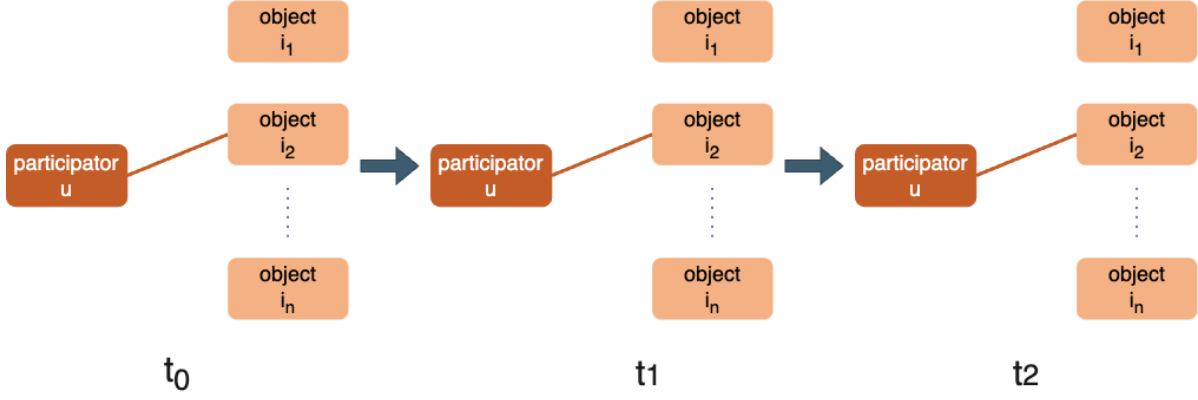 object
i₁
object
i₂
participator
u
object
iₙ
t₀
object
i₁
object
i₂
participator
u
object
iₙ
t1
object
i₁
object
i₂
participator
u
object
iₙ
t2